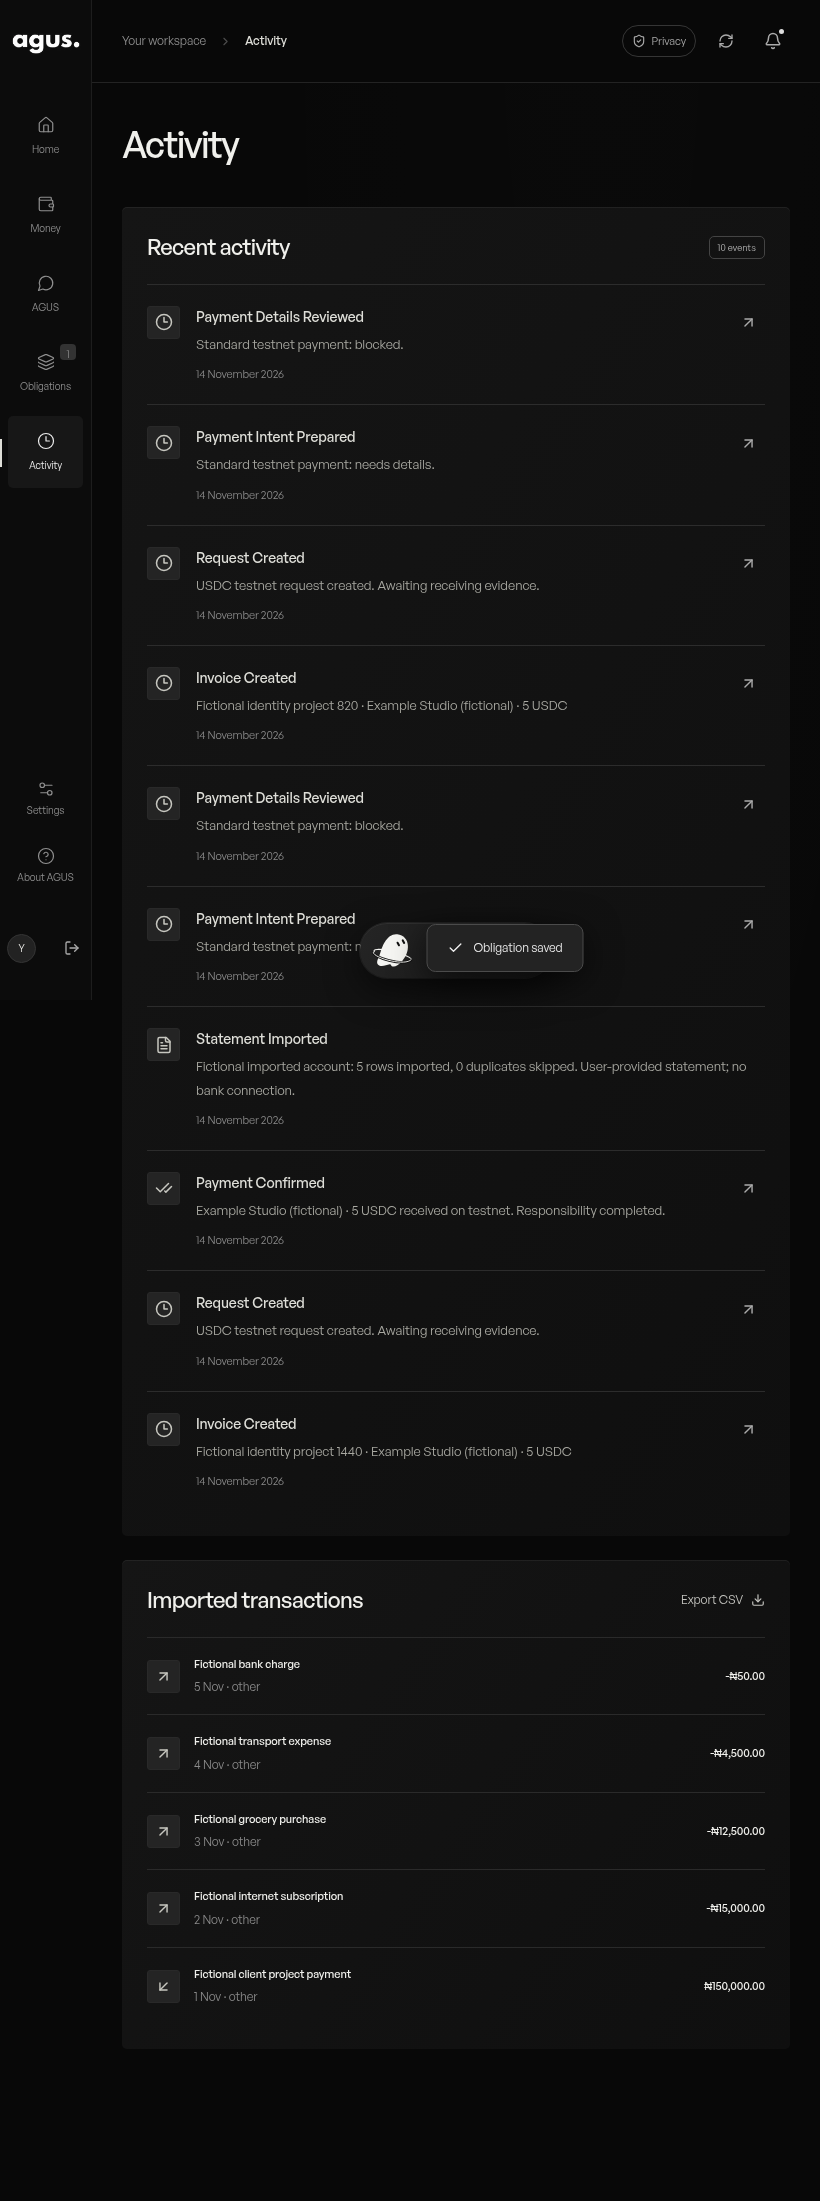 agus.
Your workspace
Activity
Privacy
Home
Money
AGUS
1
Obligations
Activity
Settings
About AGUS
Y
Activity
Recent activity
10 events
Payment Details Reviewed
Standard testnet payment: blocked.
14 November 2026
Payment Intent Prepared
Standard testnet payment: needs details.
14 November 2026
Request Created
USDC testnet request created. Awaiting receiving evidence.
14 November 2026
Invoice Created
Fictional identity project 820 · Example Studio (fictional) · 5 USDC
14 November 2026
Payment Details Reviewed
Standard testnet payment: blocked.
14 November 2026
Payment Intent Prepared
Standard testnet payment:
14 November 2026
Obligation saved
Statement Imported
Fictional imported account: 5 rows imported, 0 duplicates skipped. User-provided statement; no
bank connection.
14 November 2026
Payment Confirmed
Example Studio (fictional) · 5 USDC received on testnet. Responsibility completed.
14 November 2026
Request Created
USDC testnet request created. Awaiting receiving evidence.
14 November 2026
Invoice Created
Fictional identity project 1440 · Example Studio (fictional) · 5 USDC
14 November 2026
Imported transactions
Export CSV
Fictional bank charge
5 Nov · other
-₦50.00
Fictional transport expense
4 Nov · other
-₦4,500.00
Fictional grocery purchase
3 Nov · other
-₦12,500.00
Fictional internet subscription
2 Nov · other
-₦15,000.00
Fictional client project payment
1 Nov · other
₦150,000.00